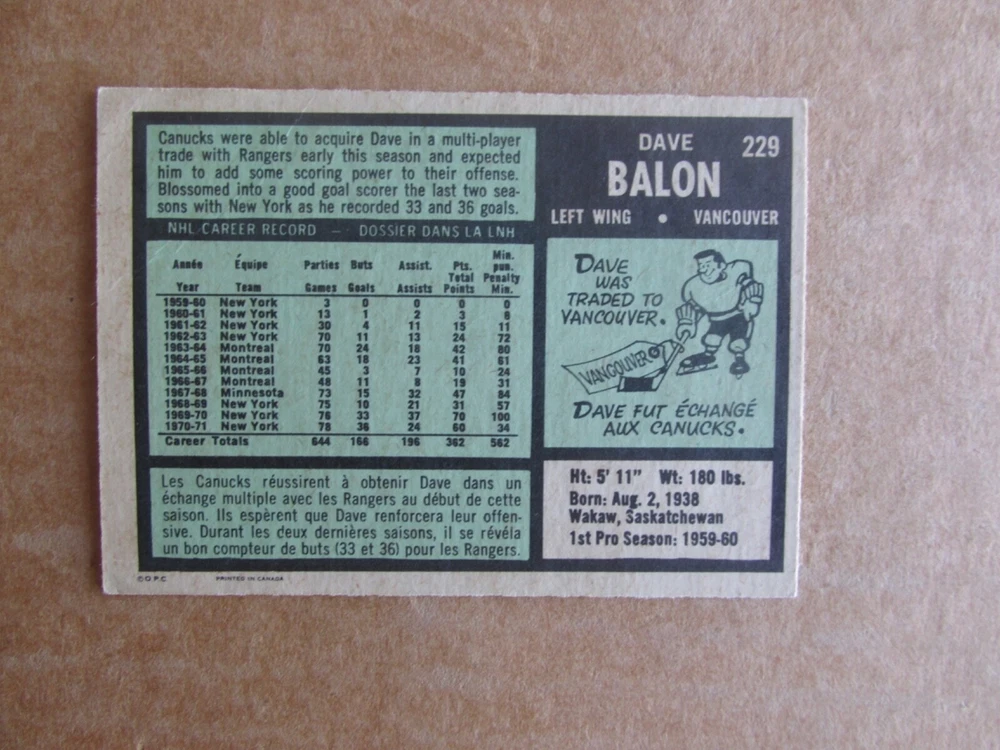 Canucks were able to acquire Dave in a multi-player
trade with Rangers early this season and expected
him to add some scoring power to their offense.
Blossomed into a good goal scorer the last two sea-
sons with New York as he recorded 33 and 36 goals.
NHL CAREER RECORD — DOSSIER DANS LA LNH
Année Équipe Parties Buts Assist. Pts. Min. pun.
Year Team Games Goals Assists Total Points Penalty Min.
1959-60 New York 3 0 0 0 0
1960-61 New York 13 1 2 3 8
1961-62 New York 30 4 11 15 11
1962-63 New York 70 11 13 24 72
1963-64 Montreal 70 24 18 42 80
1964-65 Montreal 63 18 23 41 61
1965-66 Montreal 45 3 7 10 24
1966-67 Montreal 48 11 8 19 31
1967-68 Minnesota 73 15 32 47 84
1968-69 New York 75 10 21 31 57
1969-70 New York 76 33 37 70 100
1970-71 New York 78 36 24 60 34
Career Totals 644 166 196 362 562
Les Canucks réussirent à obtenir Dave dans un
échange multiple avec les Rangers au début de cette
saison. Ils espèrent que Dave renforcera leur offen-
sive. Durant les deux dernières saisons, il se révéla
un bon compteur de buts (33 et 36) pour les Rangers.
DAVE 229
BALON
LEFT WING • VANCOUVER
DAVE
WAS
TRADED TO
VANCOUVER.
VANCOUVER
DAVE FUT ÉCHANGÉ
AUX CANUCKS.
Ht: 5' 11" Wt: 180 lbs.
Born: Aug. 2, 1938
Wakaw, Saskatchewan
1st Pro Season: 1959-60
© O.P.C. PRINTED IN CANADA